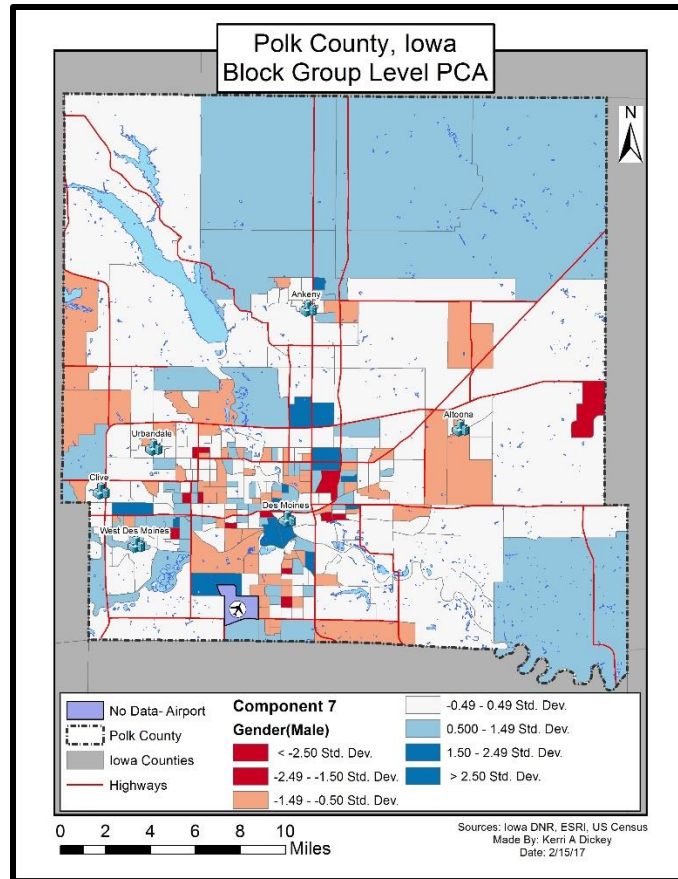 Polk County, Iowa
Block Group Level PCA
N
Ankeny
Altoona
Urbandale
Clive
Des Moines
West Des Moines
No Data- Airport
Polk County
Iowa Counties
Highways
Component 7
Gender(Male)
< -2.50 Std. Dev.
-2.49 - -1.50 Std. Dev.
-1.49 - -0.50 Std. Dev.
-0.49 - 0.49 Std. Dev.
0.500 - 1.49 Std. Dev.
1.50 - 2.49 Std. Dev.
> 2.50 Std. Dev.
0 2 4 6 8 10
Miles
Sources: Iowa DNR, ESRI, US Census
Made By: Kerri A Dickey
Date: 2/15/17